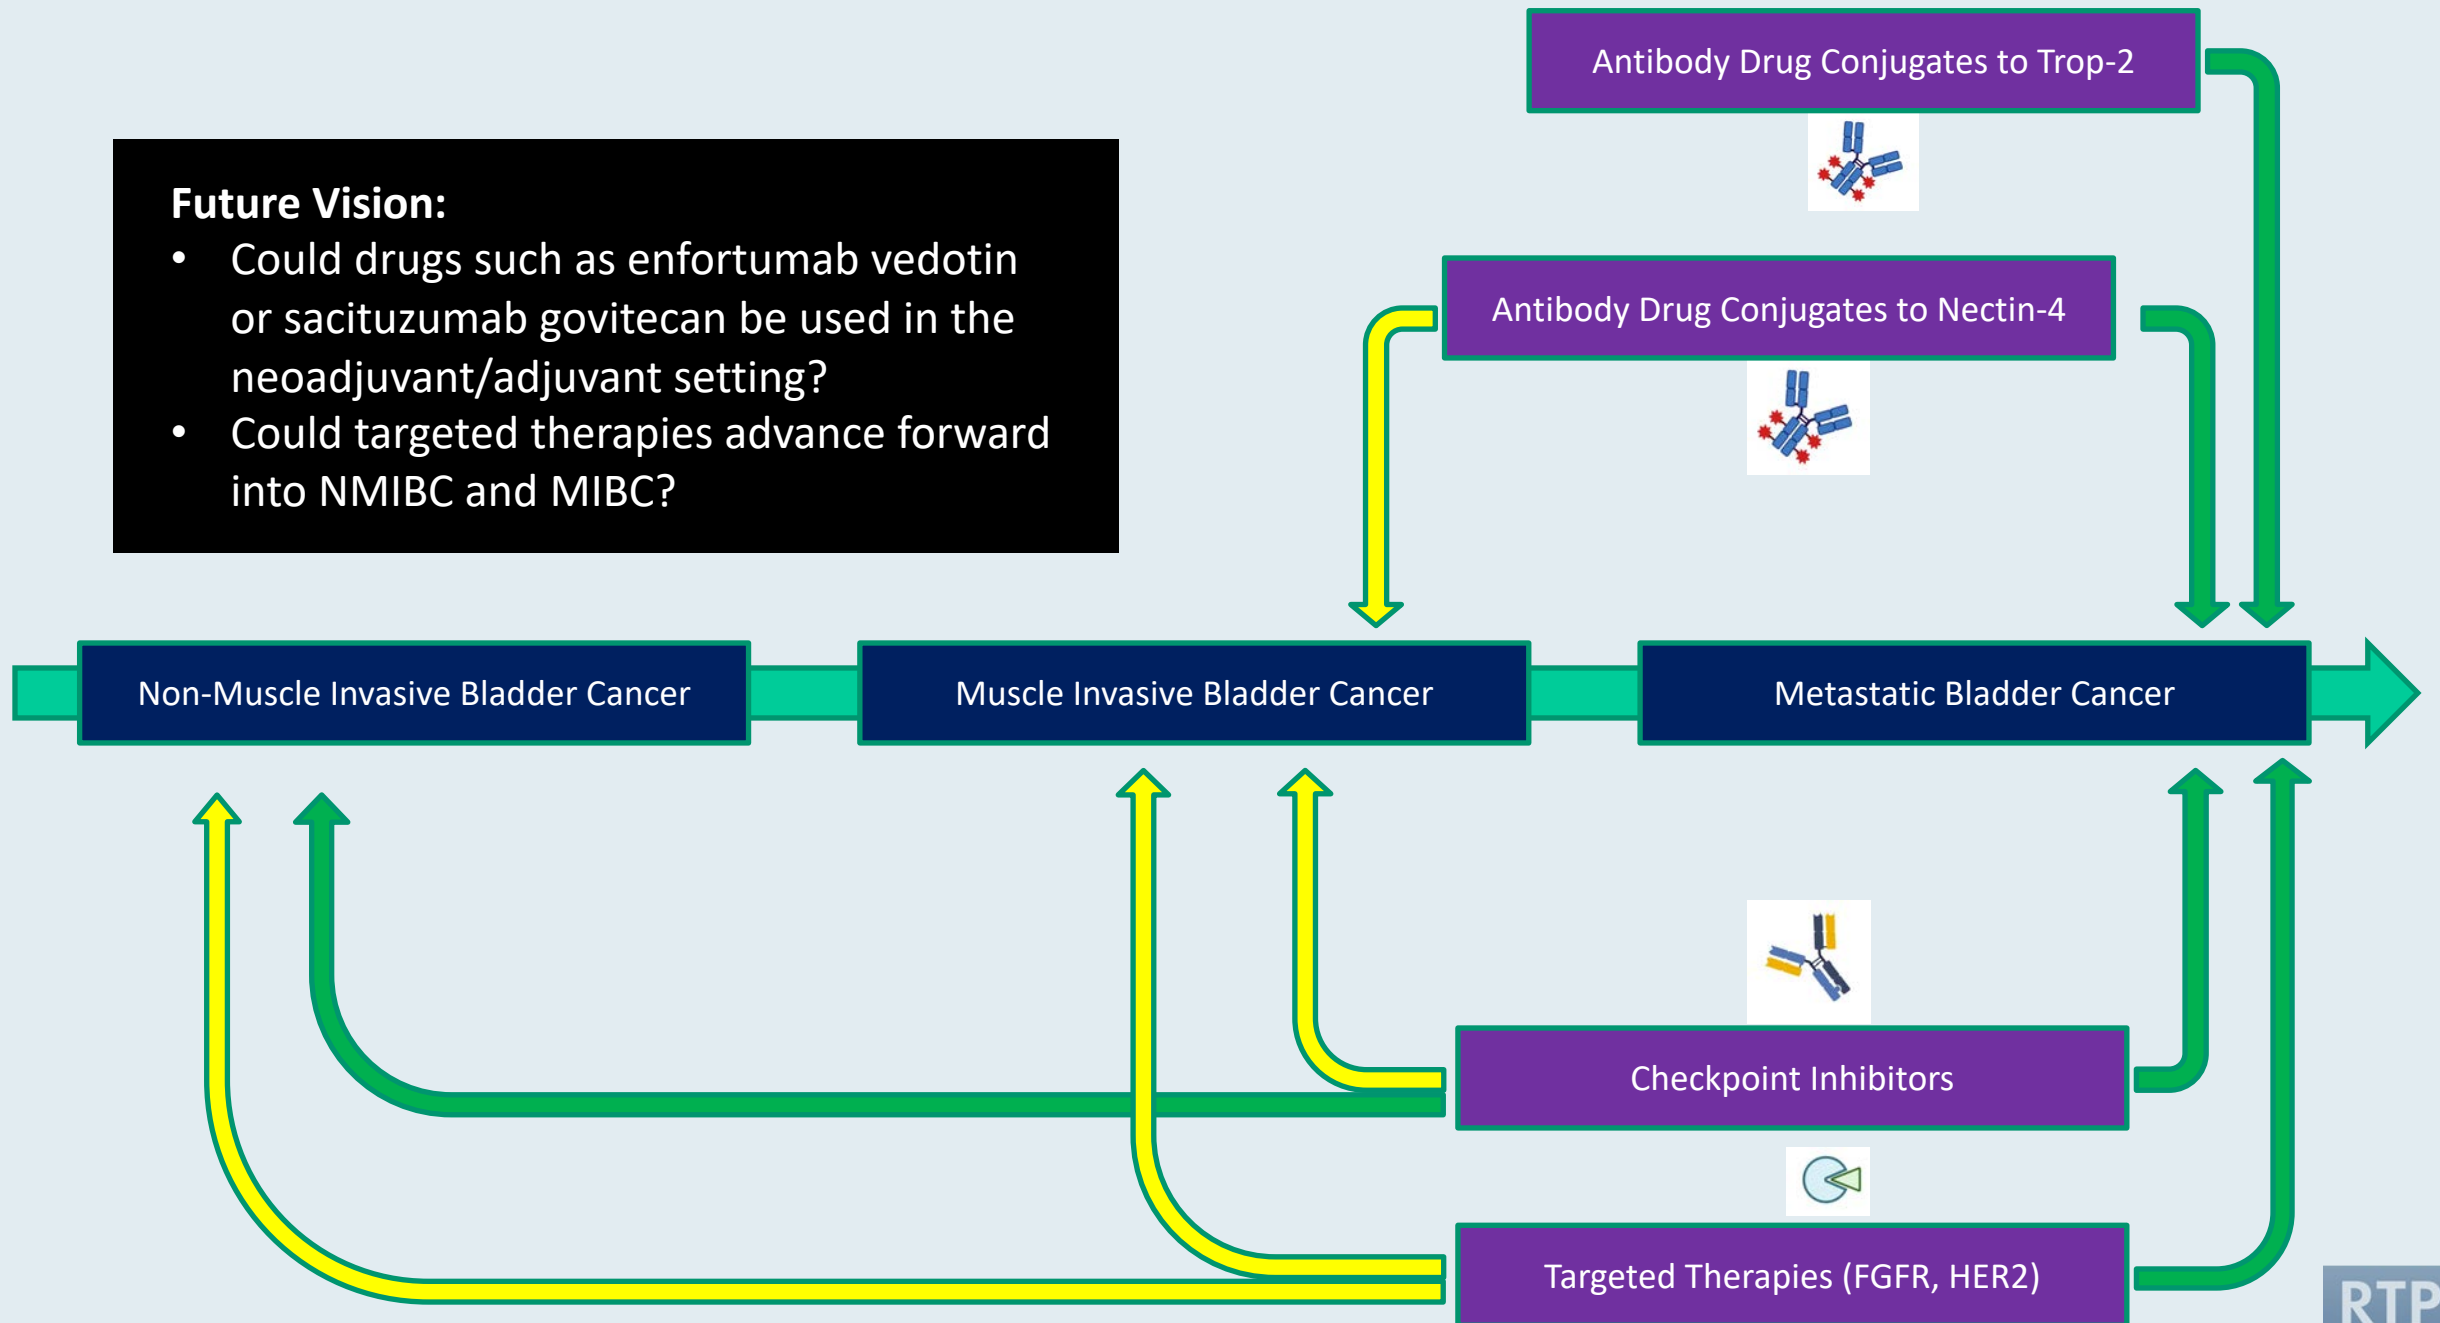 Antibody Drug Conjugates to Trop-2
Future Vision:
• Could drugs such as enfortumab vedotin
or sacituzumab govitecan be used in the
neoadjuvant/adjuvant setting?
• Could targeted therapies advance forward
into NMIBC and MIBC?
Antibody Drug Conjugates to Nectin-4
Non-Muscle Invasive Bladder Cancer
Muscle Invasive Bladder Cancer
Metastatic Bladder Cancer
Checkpoint Inhibitors
Targeted Therapies (FGFR, HER2)
RTP